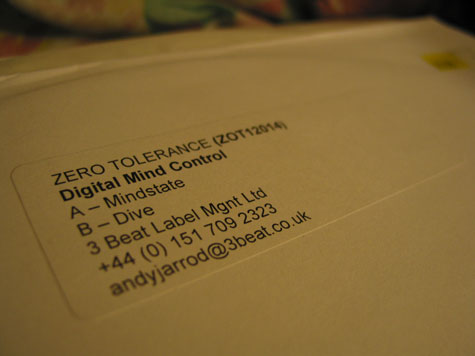 ZERO TOLERANCE (ZOT12014)
Digital Mind Control
A – Mindstate
B – Dive
3 Beat Label Mgnt Ltd
+44 (0) 151 709 2323
andyjarrod@3beat.co.uk